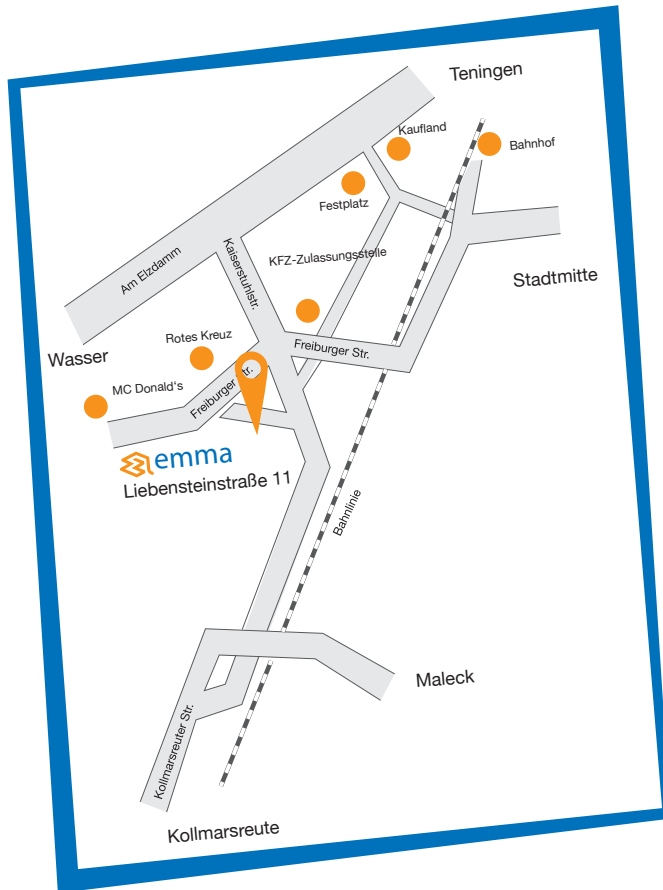 Teningen
Kaufland
Bahnhof
Festplatz
Am Elzdamm
Kaiserstuhlstr.
KFZ-Zulassungsstelle
Stadtmitte
Wasser
Rotes Kreuz
Freiburger Str.
MC Donald's
Freiburger Str.
emma
Liebensteinstraße 11
Bahnlinie
Maleck
Kollmarsreuter Str.
Kollmarsreute